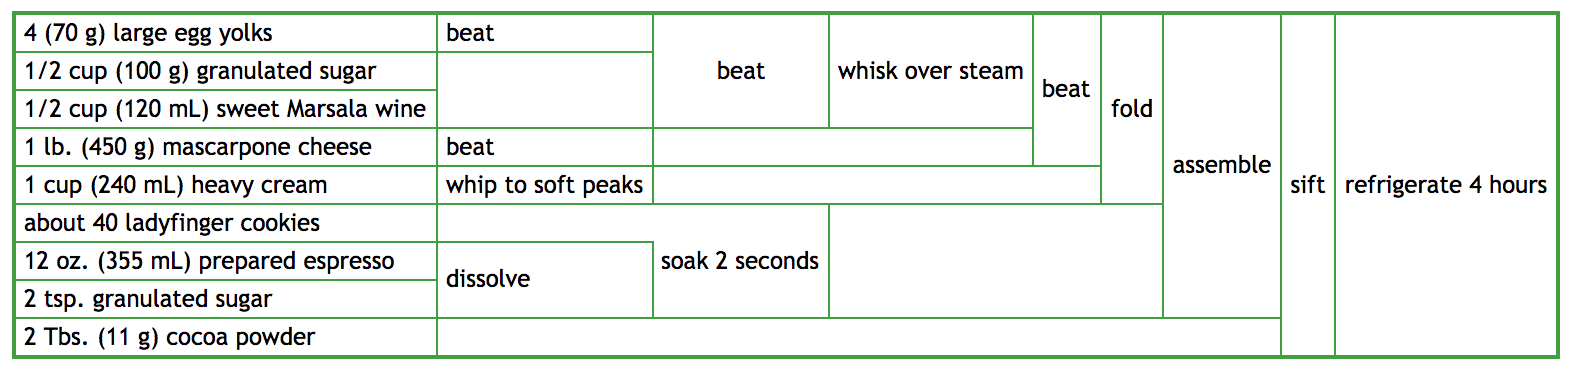 4 (70 g) large egg yolks
beat
1/2 cup (100 g) granulated sugar
beat
whisk over steam
beat
1/2 cup (120 mL) sweet Marsala wine
fold
1 lb. (450 g) mascarpone cheese
beat
assemble
1 cup (240 mL) heavy cream
whip to soft peaks
sift
refrigerate 4 hours
about 40 ladyfinger cookies
12 oz. (355 mL) prepared espresso
dissolve
soak 2 seconds
2 tsp. granulated sugar
2 Tbs. (11 g) cocoa powder